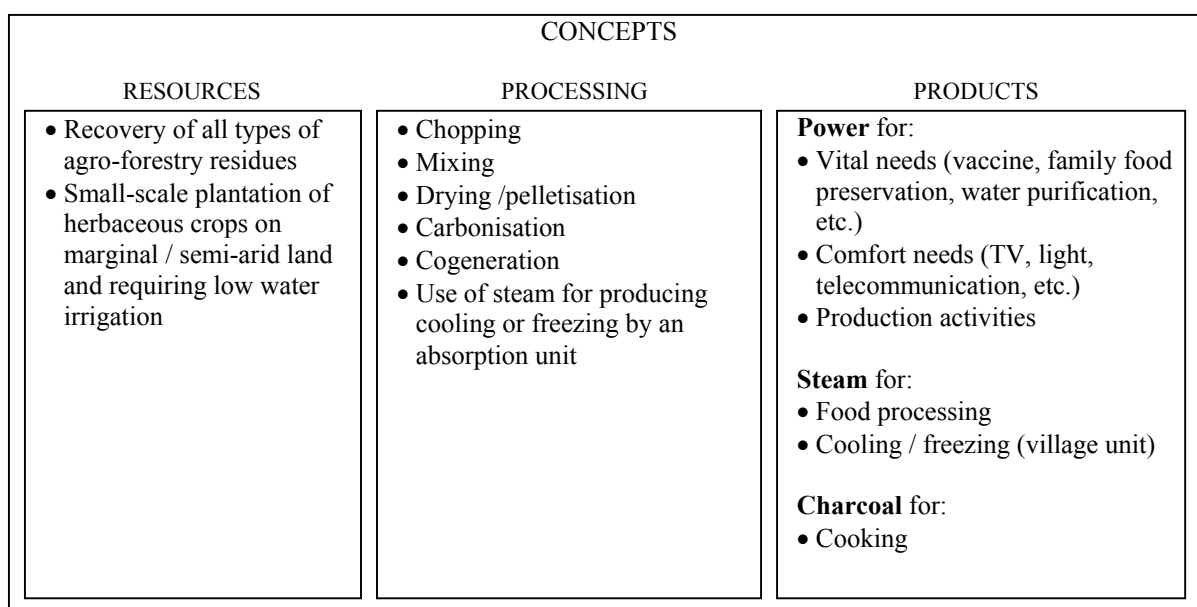 CONCEPTS
RESOURCES
• Recovery of all types of
agro-forestry residues
• Small-scale plantation of
herbaceous crops on
marginal / semi-arid land
and requiring low water
irrigation
PROCESSING
• Chopping
• Mixing
• Drying /pelletisation
• Carbonisation
• Cogeneration
• Use of steam for producing
cooling or freezing by an
absorption unit
PRODUCTS
Power for:
• Vital needs (vaccine, family food
preservation, water purification,
etc.)
• Comfort needs (TV, light,
telecommunication, etc.)
• Production activities
Steam for:
• Food processing
• Cooling / freezing (village unit)
Charcoal for:
• Cooking